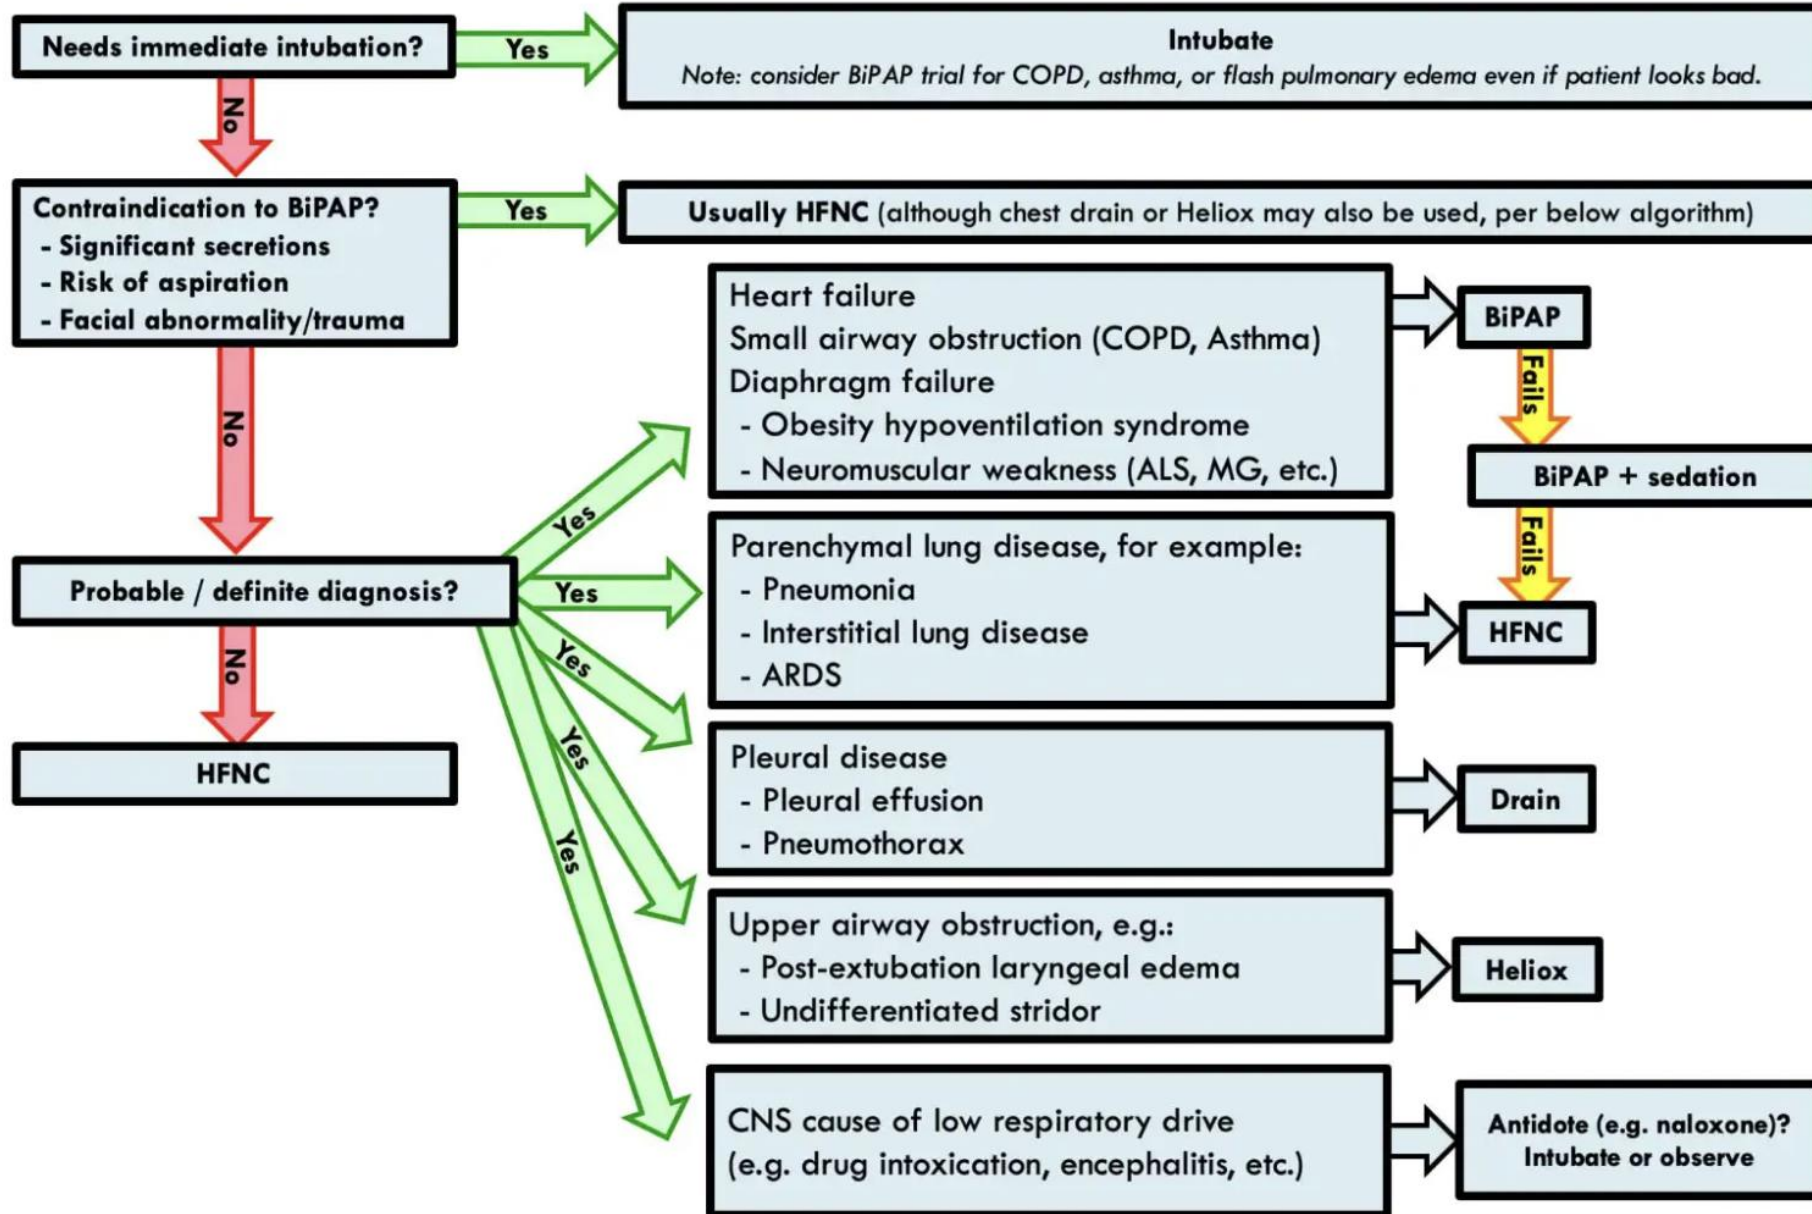 Needs immediate intubation?
Yes
Intubate
Note: consider BiPAP trial for COPD, asthma, or flash pulmonary edema even if patient looks bad.
No
Contraindication to BiPAP?
- Significant secretions
- Risk of aspiration
- Facial abnormality/trauma
Yes
Usually HFNC (although chest drain or Heliox may also be used, per below algorithm)
No
Probable / definite diagnosis?
No
HFNC
Yes
Heart failure
Small airway obstruction (COPD, Asthma)
Diaphragm failure
- Obesity hypoventilation syndrome
- Neuromuscular weakness (ALS, MG, etc.)
BiPAP
Fails
BiPAP + sedation
Fails
Yes
Parenchymal lung disease, for example:
- Pneumonia
- Interstitial lung disease
- ARDS
HFNC
Yes
Pleural disease
- Pleural effusion
- Pneumothorax
Drain
Yes
Upper airway obstruction, e.g.:
- Post-extubation laryngeal edema
- Undifferentiated stridor
Heliox
Yes
CNS cause of low respiratory drive
(e.g. drug intoxication, encephalitis, etc.)
Antidote (e.g. naloxone)?
Intubate or observe